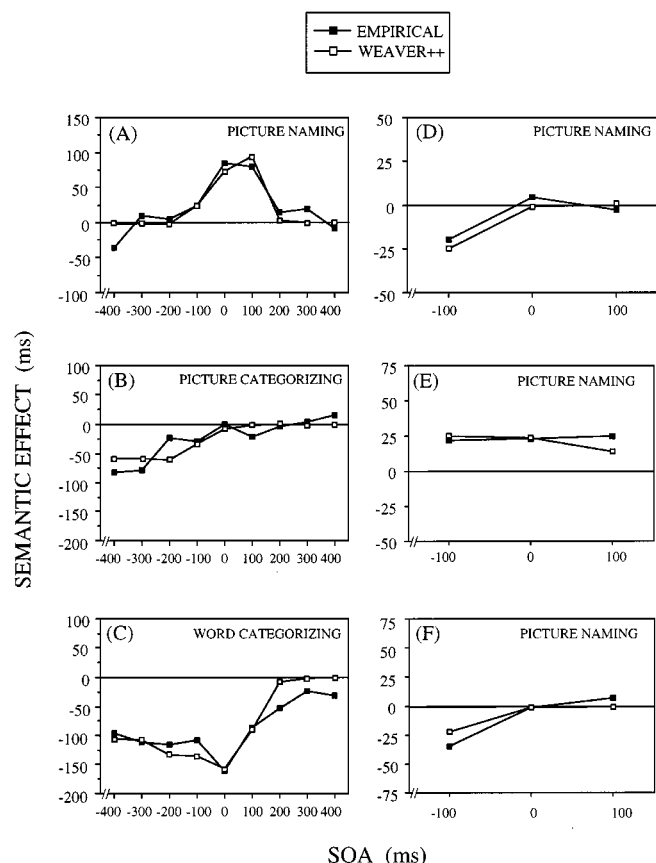 EMPIRICAL
WEAVER++
SEMANTIC EFFECT (ms)
(A) PICTURE NAMING
150
100
50
0
-50
-100
-400 -300 -200 -100 0 100 200 300 400
(D) PICTURE NAMING
50
25
0
-25
-50
-100 0 100
(B) PICTURE CATEGORIZING
100
50
0
-50
-100
-150
-200
-400 -300 -200 -100 0 100 200 300 400
(E) PICTURE NAMING
75
50
25
0
-25
-50
-100 0 100
(C) WORD CATEGORIZING
100
50
0
-50
-100
-150
-200
-400 -300 -200 -100 0 100 200 300 400
(F) PICTURE NAMING
75
50
25
0
-25
-50
-75
-100 0 100
SOA (ms)